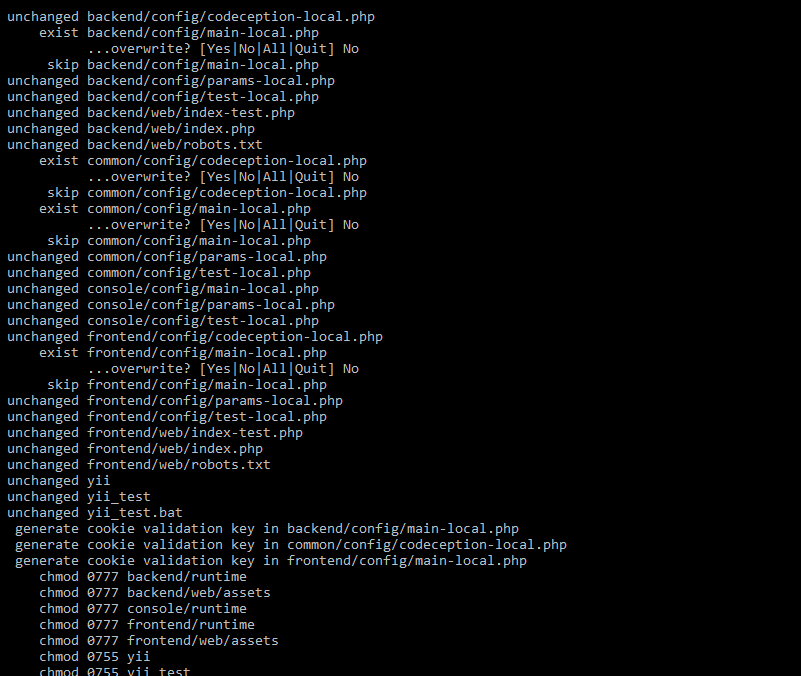 unchanged backend/config/codeception-local.php
exist backend/config/main-local.php
...overwrite? [Yes|No|All|Quit] No
skip backend/config/main-local.php
unchanged backend/config/params-local.php
unchanged backend/config/test-local.php
unchanged backend/web/index-test.php
unchanged backend/web/index.php
unchanged backend/web/robots.txt
exist common/config/codeception-local.php
...overwrite? [Yes|No|All|Quit] No
skip common/config/codeception-local.php
exist common/config/main-local.php
...overwrite? [Yes|No|All|Quit] No
skip common/config/main-local.php
unchanged common/config/params-local.php
unchanged common/config/test-local.php
unchanged console/config/main-local.php
unchanged console/config/params-local.php
unchanged console/config/test-local.php
unchanged frontend/config/codeception-local.php
exist frontend/config/main-local.php
...overwrite? [Yes|No|All|Quit] No
skip frontend/config/main-local.php
unchanged frontend/config/params-local.php
unchanged frontend/config/test-local.php
unchanged frontend/web/index-test.php
unchanged frontend/web/index.php
unchanged frontend/web/robots.txt
unchanged yii
unchanged yii_test
unchanged yii_test.bat
generate cookie validation key in backend/config/main-local.php
generate cookie validation key in common/config/codeception-local.php
generate cookie validation key in frontend/config/main-local.php
chmod 0777 backend/runtime
chmod 0777 backend/web/assets
chmod 0777 console/runtime
chmod 0777 frontend/runtime
chmod 0777 frontend/web/assets
chmod 0755 yii
chmod 0755 yii_test